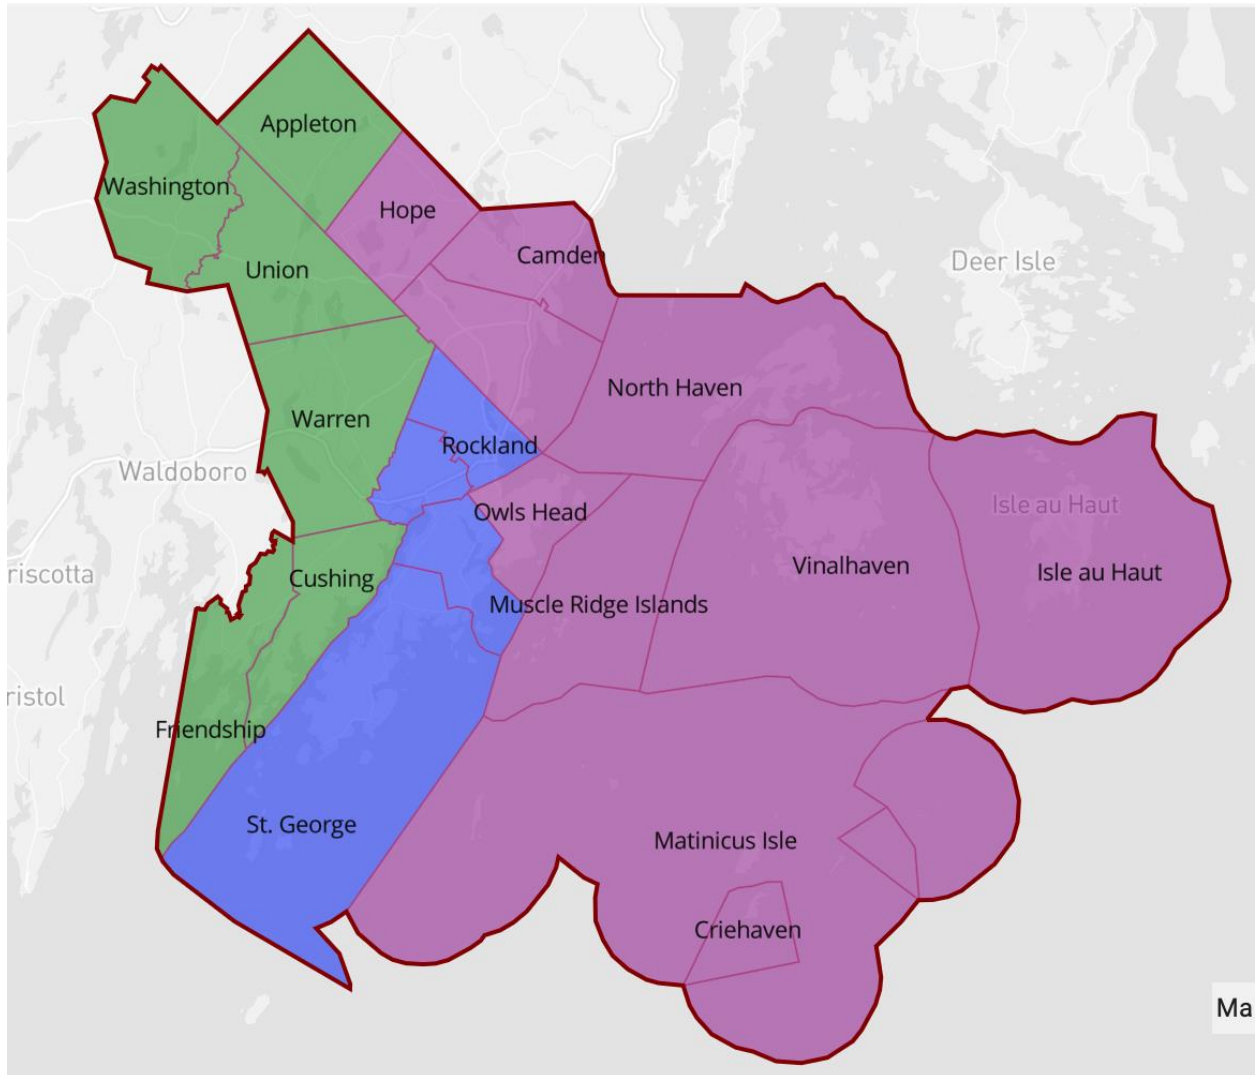 Appleton
Washington
Hope
Camden
Union
Deer Isle
North Haven
Warren
Rockland
Waldoboro
Isle au Haut
Owls Head
Vinalhaven
Isle au Haut
riscotta
Cushing
Muscle Ridge Islands
ristol
Friendship
St. George
Matinicus Isle
Criehaven
Ma